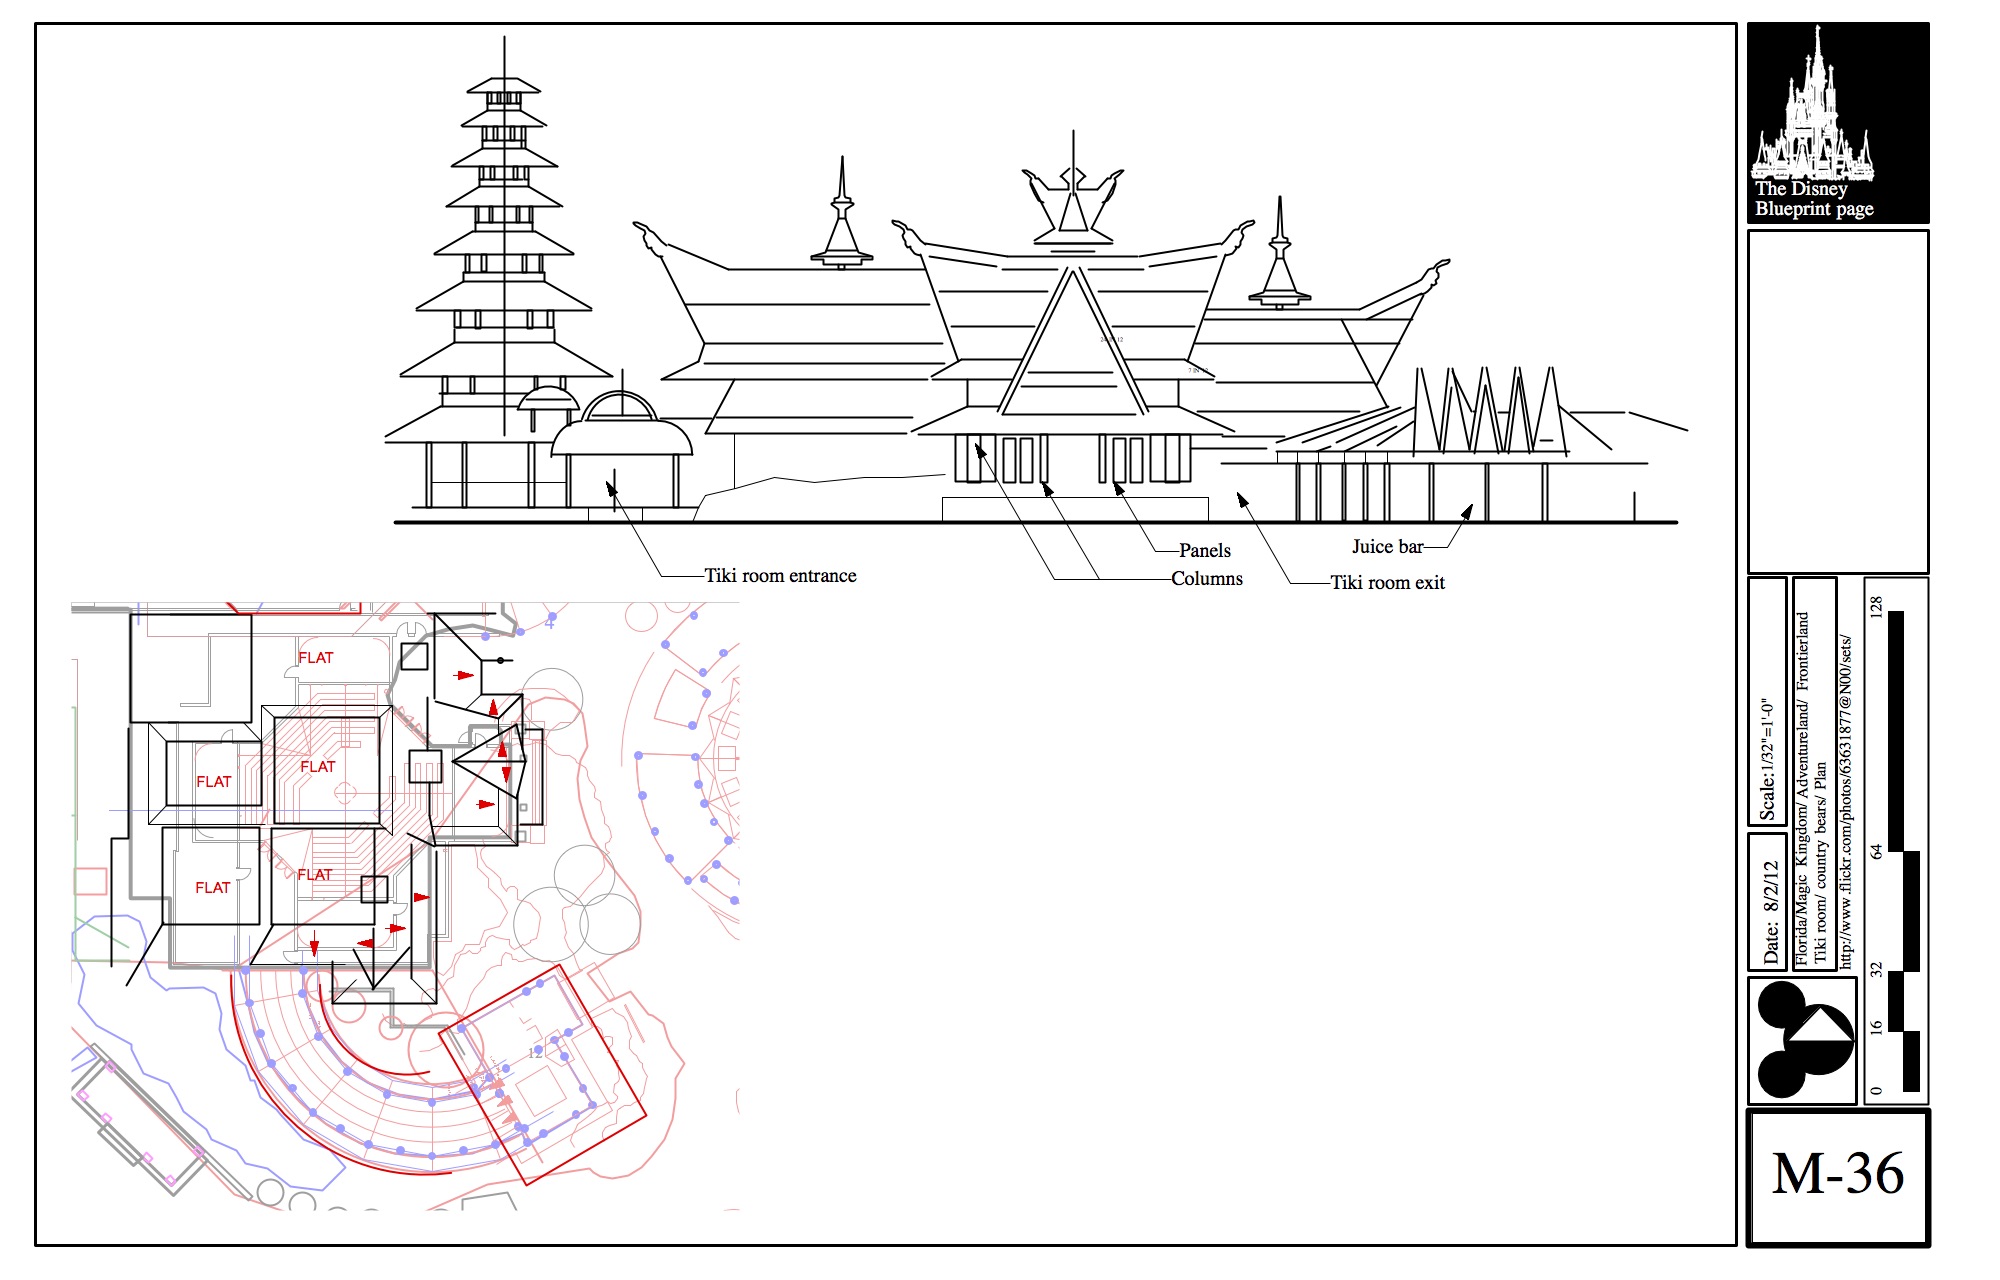 The Disney
Blueprint page
Panels
Columns
Tiki room entrance
Juice bar
Tiki room exit
FLAT
FLAT
FLAT
FLAT
FLAT
4
12
Scale:1/32"=1'-0"
Date: 8/2/12
Florida/Magic Kingdom/ Adventureland/ Frontierland
Tiki room/ country bears/ Plan
http://www.flickr.com/photos/63631877@N00/sets/
128
64
32
16
0
M-36